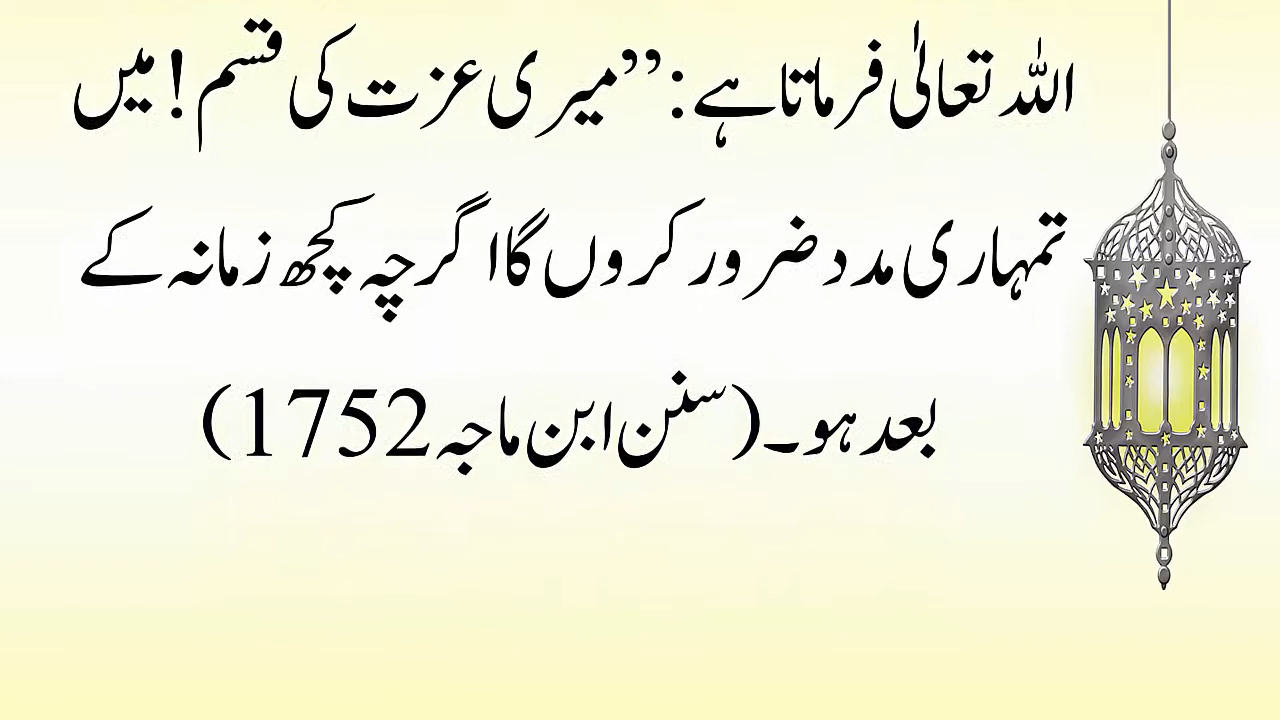 اللہ تعالٰی فرماتا ہے: ’’میری عزت کی قسم! میں
تمہاری مدد ضرور کروں گا اگرچہ کچھ زمانہ کے
بعد ہو۔ (سنن ابن ماجہ 1752)